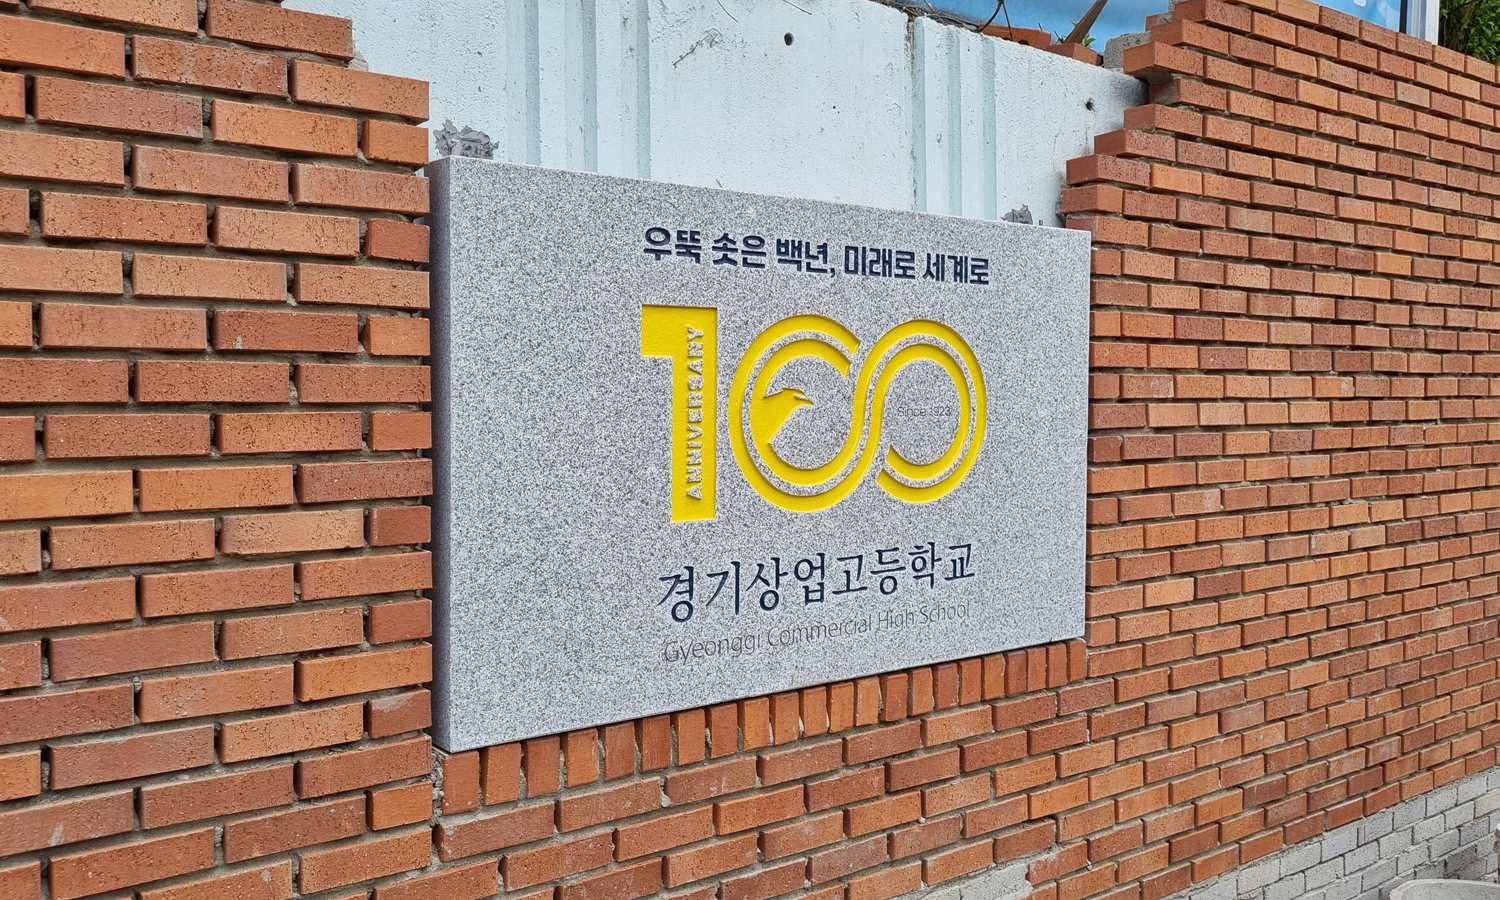 우뚝 솟은 백년, 미래로 세계로
100
ANNIVERSARY
Since 1923
경기상업고등학교
Gyeonggi Commercial High School